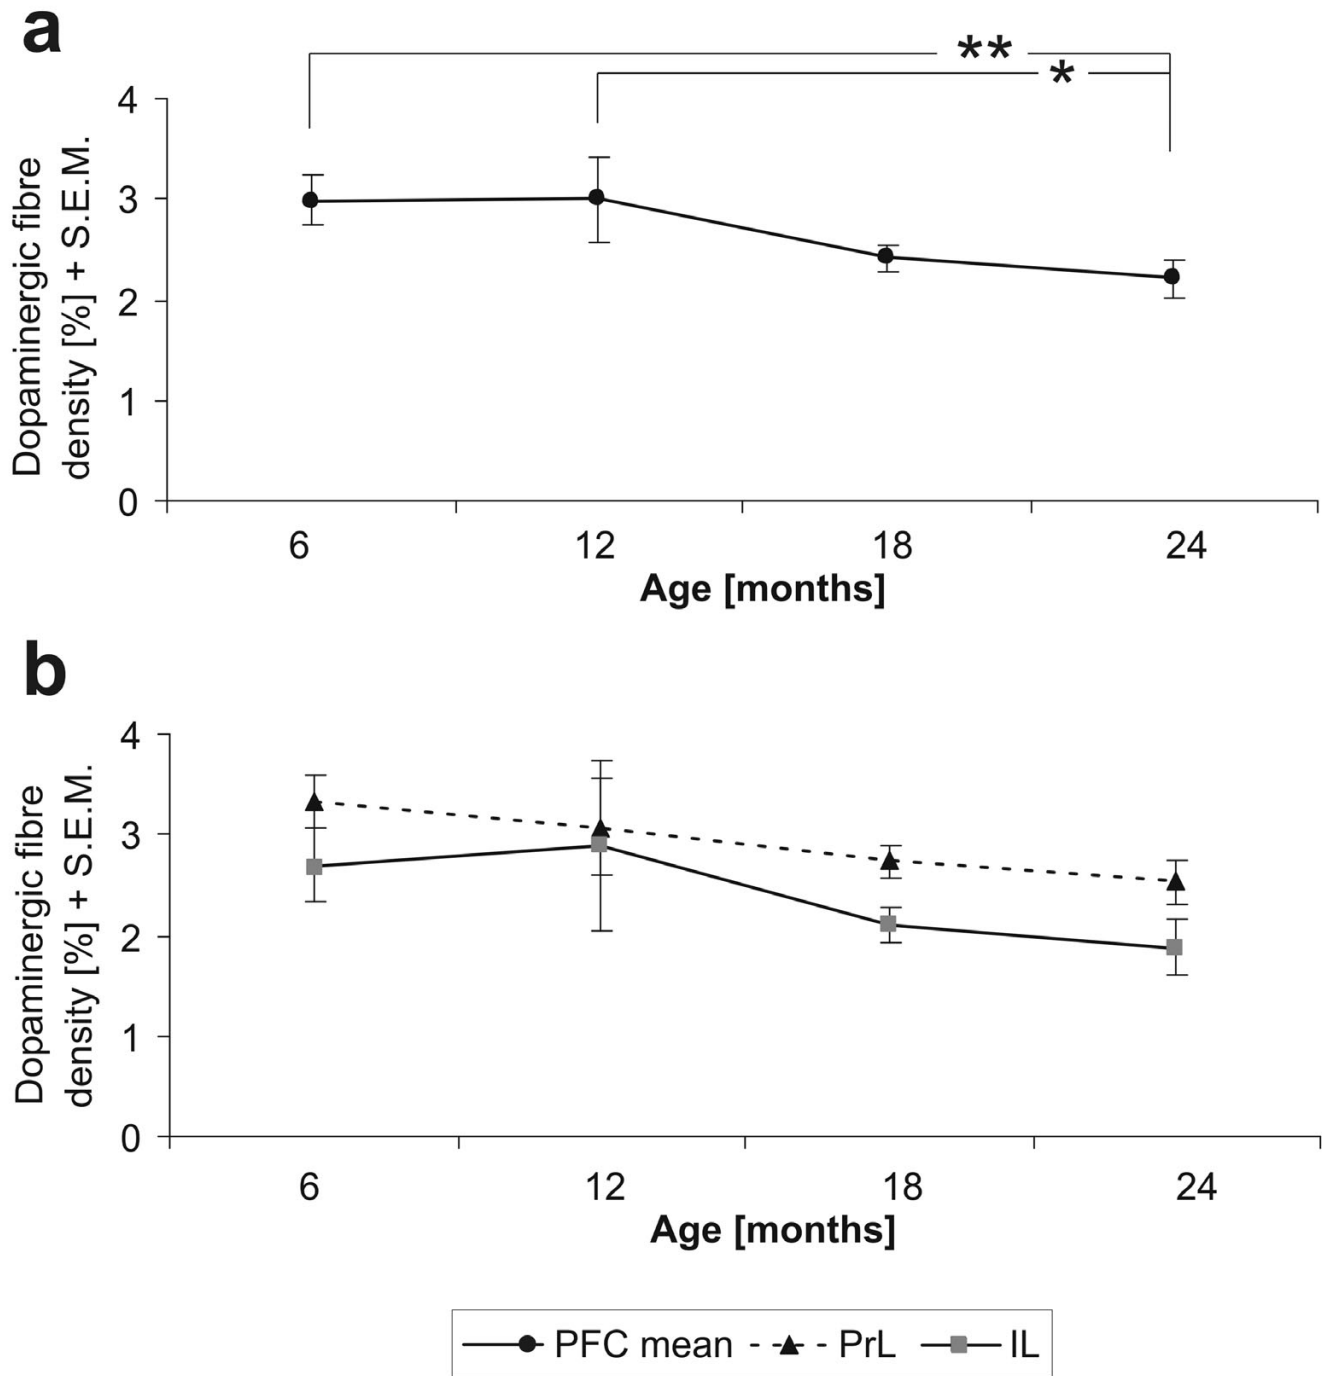 a
**
*
Dopaminergic fibre
density [%] + S.E.M.
4
3
2
1
0
6 12 18 24
Age [months]
b
Dopaminergic fibre
density [%] + S.E.M.
4
3
2
1
0
6 12 18 24
Age [months]
PFC mean PrL IL